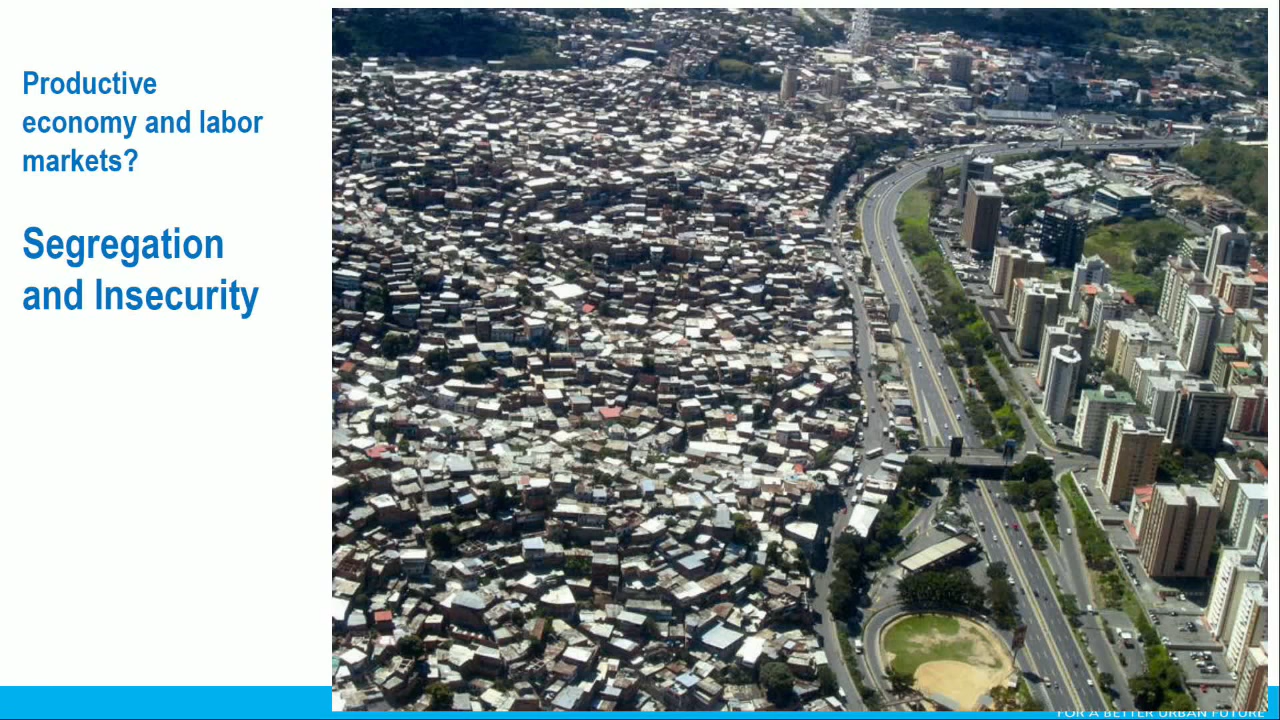 Productive
economy and labor
markets?
Segregation
and Insecurity
FOR A BETTER URBAN FUTURE